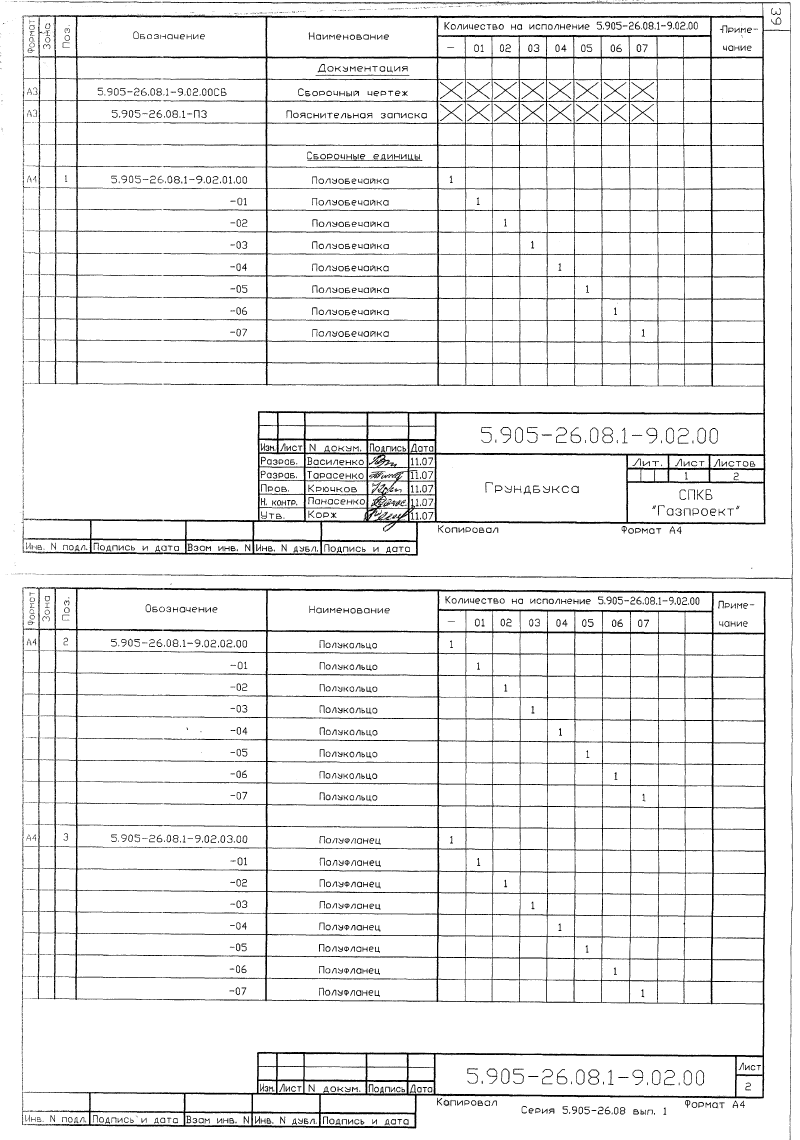 39
Формат
Зона
Поз.
Обозначение
Наименование
Количество на исполнение 5.905-26.08.1-9.02.00
Приме-
чание
– 01 02 03 04 05 06 07
Документация
А3 5.905-26.08.1-9.02.00СБ Сборочный чертеж
А3 5.905-26.08.1-ПЗ Пояснительная записка
Сборочные единицы
А4 1 5.905-26.08.1-9.02.01.00 Полуобечайка 1
-01 Полуобечайка 1
-02 Полуобечайка 1
-03 Полуобечайка 1
-04 Полуобечайка 1
-05 Полуобечайка 1
-06 Полуобечайка 1
-07 Полуобечайка 1
5.905-26.08.1-9.02.00
Изм. Лист N докум. Подпись Дата
Разраб. Василенко 11.07
Разраб. Тарасенко 11.07
Пров. Крючков 11.07
Н. контр. Панасенко 11.07
Утв. Корж 11.07
Грундбукса
Лит. Лист Листов
1 2
СПКБ
"Газпроект"
Копировал Формат А4
Инв. N подл. Подпись и дата Взам инв. N Инв. N дубл. Подпись и дата
Формат
Зона
Поз.
Обозначение
Наименование
Количество на исполнение 5.905-26.08.1-9.02.00
Приме-
чание
– 01 02 03 04 05 06 07
А4 2 5.905-26.08.1-9.02.02.00 Полукольцо 1
-01 Полукольцо 1
-02 Полукольцо 1
-03 Полукольцо 1
-04 Полукольцо 1
-05 Полукольцо 1
-06 Полукольцо 1
-07 Полукольцо 1
А4 3 5.905-26.08.1-9.02.03.00 Полуфланец 1
-01 Полуфланец 1
-02 Полуфланец 1
-03 Полуфланец 1
-04 Полуфланец 1
-05 Полуфланец 1
-06 Полуфланец 1
-07 Полуфланец 1
Изм. Лист N докум. Подпись Дата
5.905-26.08.1-9.02.00
Лист
2
Копировал Формат А4
Серия 5.905-26.08 вып. 1
Инв. N подл. Подпись и дата Взам инв. N Инв. N дубл. Подпись и дата